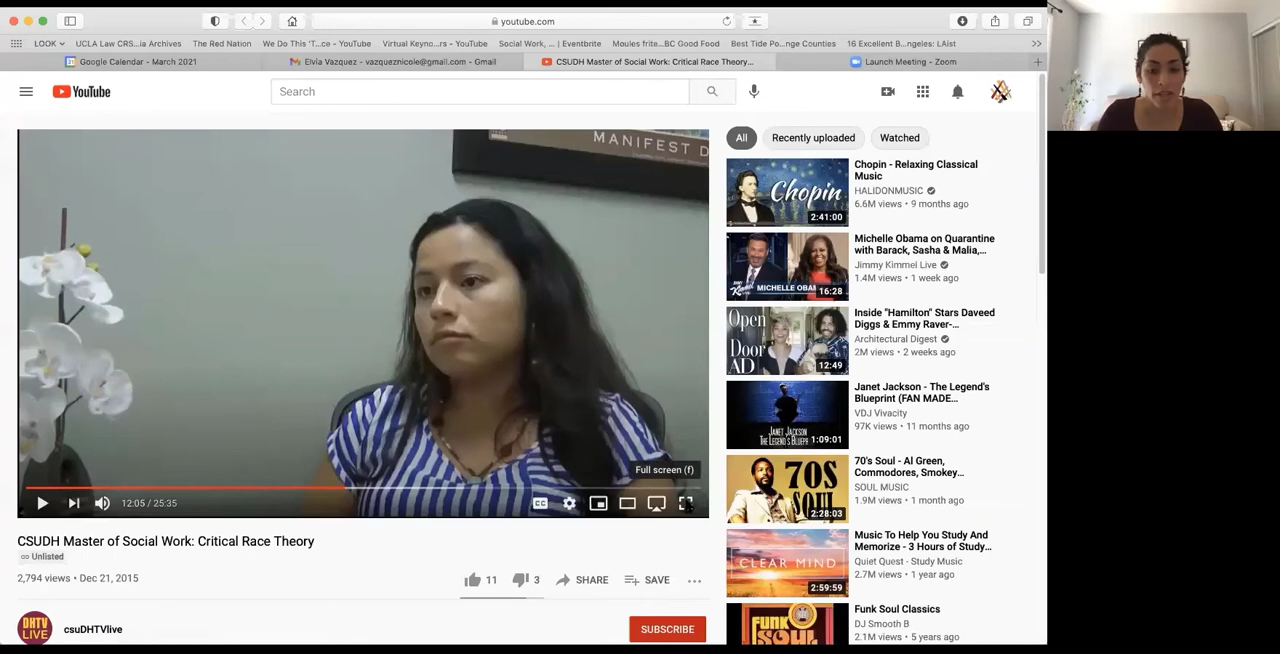 youtube.com
LOOK
UCLA Law CRS...ia Archives
The Red Nation
We Do This 'T...ce - YouTube
Virtual Keyno...rs - YouTube
Social Work, ... | Eventbrite
Moules frite...BC Good Food
Best Tide Po...nge Counties
16 Excellent B...ngeles: LAist
Google Calendar - March 2021
Elvia Vazquez - vazqueznicole@gmail.com - Gmail
CSUDH Master of Social Work: Critical Race Theory...
Launch Meeting - Zoom
YouTube
Search
MANIFEST D
Full screen (f)
12:05 / 25:35
CC
CSUDH Master of Social Work: Critical Race Theory
Unlisted
2,794 views • Dec 21, 2015
11
3
SHARE
SAVE
DHTV
LIVE
csuDHTVlive
SUBSCRIBE
All
Recently uploaded
Watched
Chopin
2:41:00
Chopin - Relaxing Classical
Music
HALIDONMUSIC
6.6M views • 9 months ago
MICHELLE OBAMA
16:28
Michelle Obama on Quarantine
with Barack, Sasha & Malia,...
Jimmy Kimmel Live
1.4M views • 1 week ago
Open
Door
AD
12:49
Inside "Hamilton" Stars Daveed
Diggs & Emmy Raver-...
Architectural Digest
2M views • 2 weeks ago
JANET JACKSON
1:09:01
Janet Jackson - The Legend's
Blueprint (FAN MADE...
VDJ Vivacity
97K views • 11 months ago
70S
SOUL
2:28:03
70's Soul - Al Green,
Commodores, Smokey...
SOUL MUSIC
1.9M views • 1 month ago
CLEAR MIND
2:59:59
Music To Help You Study And
Memorize - 3 Hours of Study...
Quiet Quest - Study Music
2.7M views • 1 year ago
FUNK
SOUL
Funk Soul Classics
DJ Smooth B
2.1M views • 5 years ago